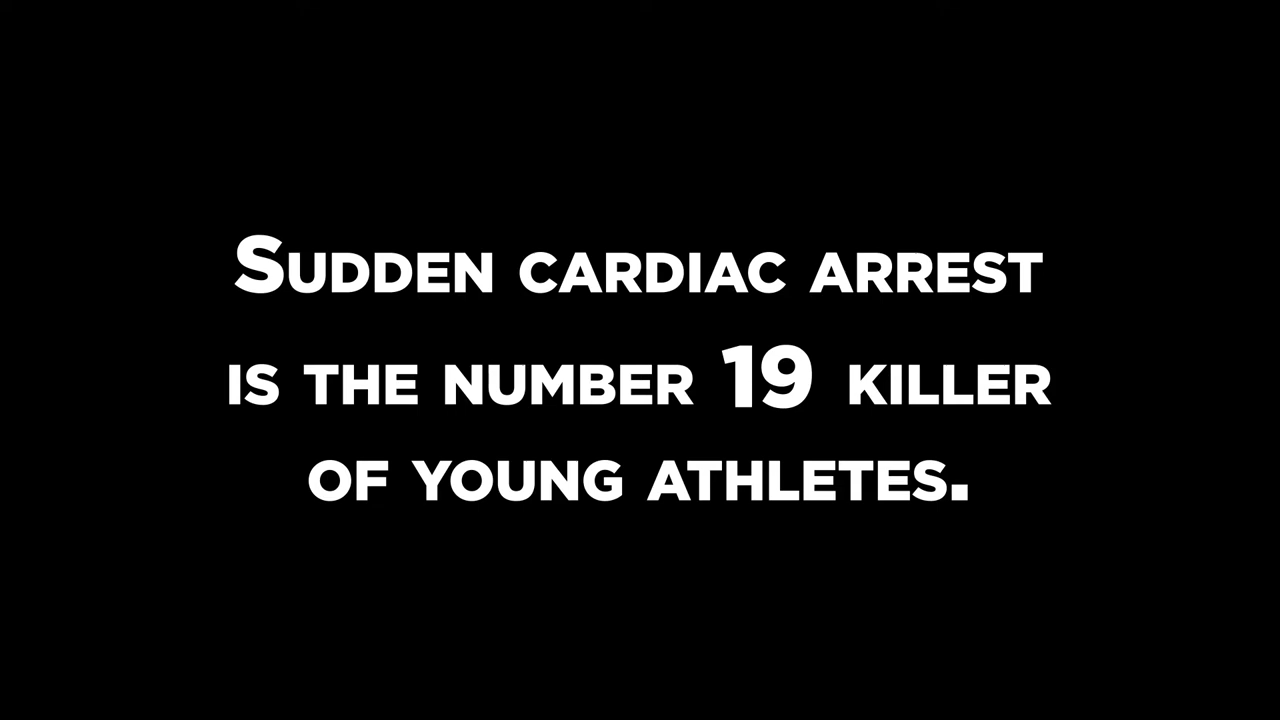 Sudden cardiac arrest
is the number 19 killer
of young athletes.